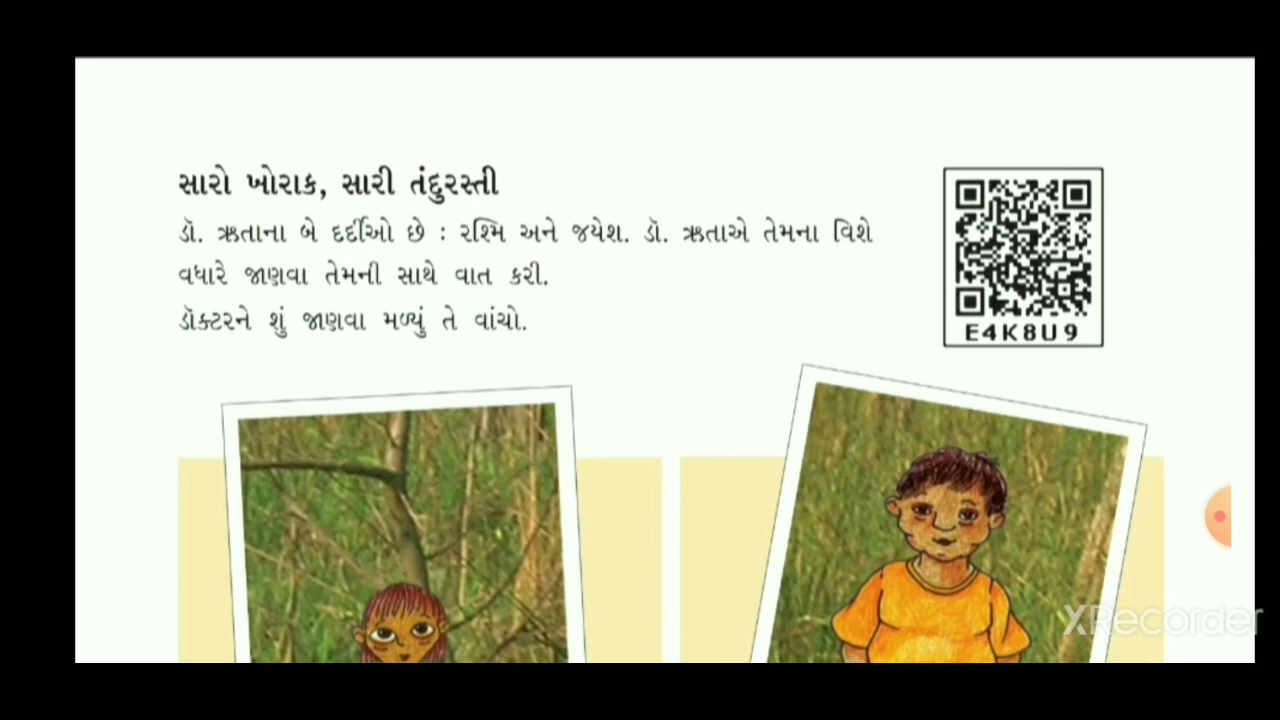 સારો ખોરાક, સારી તંદુરસ્તી
ડૉ. ઋતાના બે દર્દીઓ છે : રશ્મિ અને જયેશ. ડૉ. ઋતાએ તેમના વિશે
વધારે જાણવા તેમની સાથે વાત કરી.
ડૉક્ટરને શું જાણવા મળ્યું તે વાંચો.
E4K8U9
XRecorder